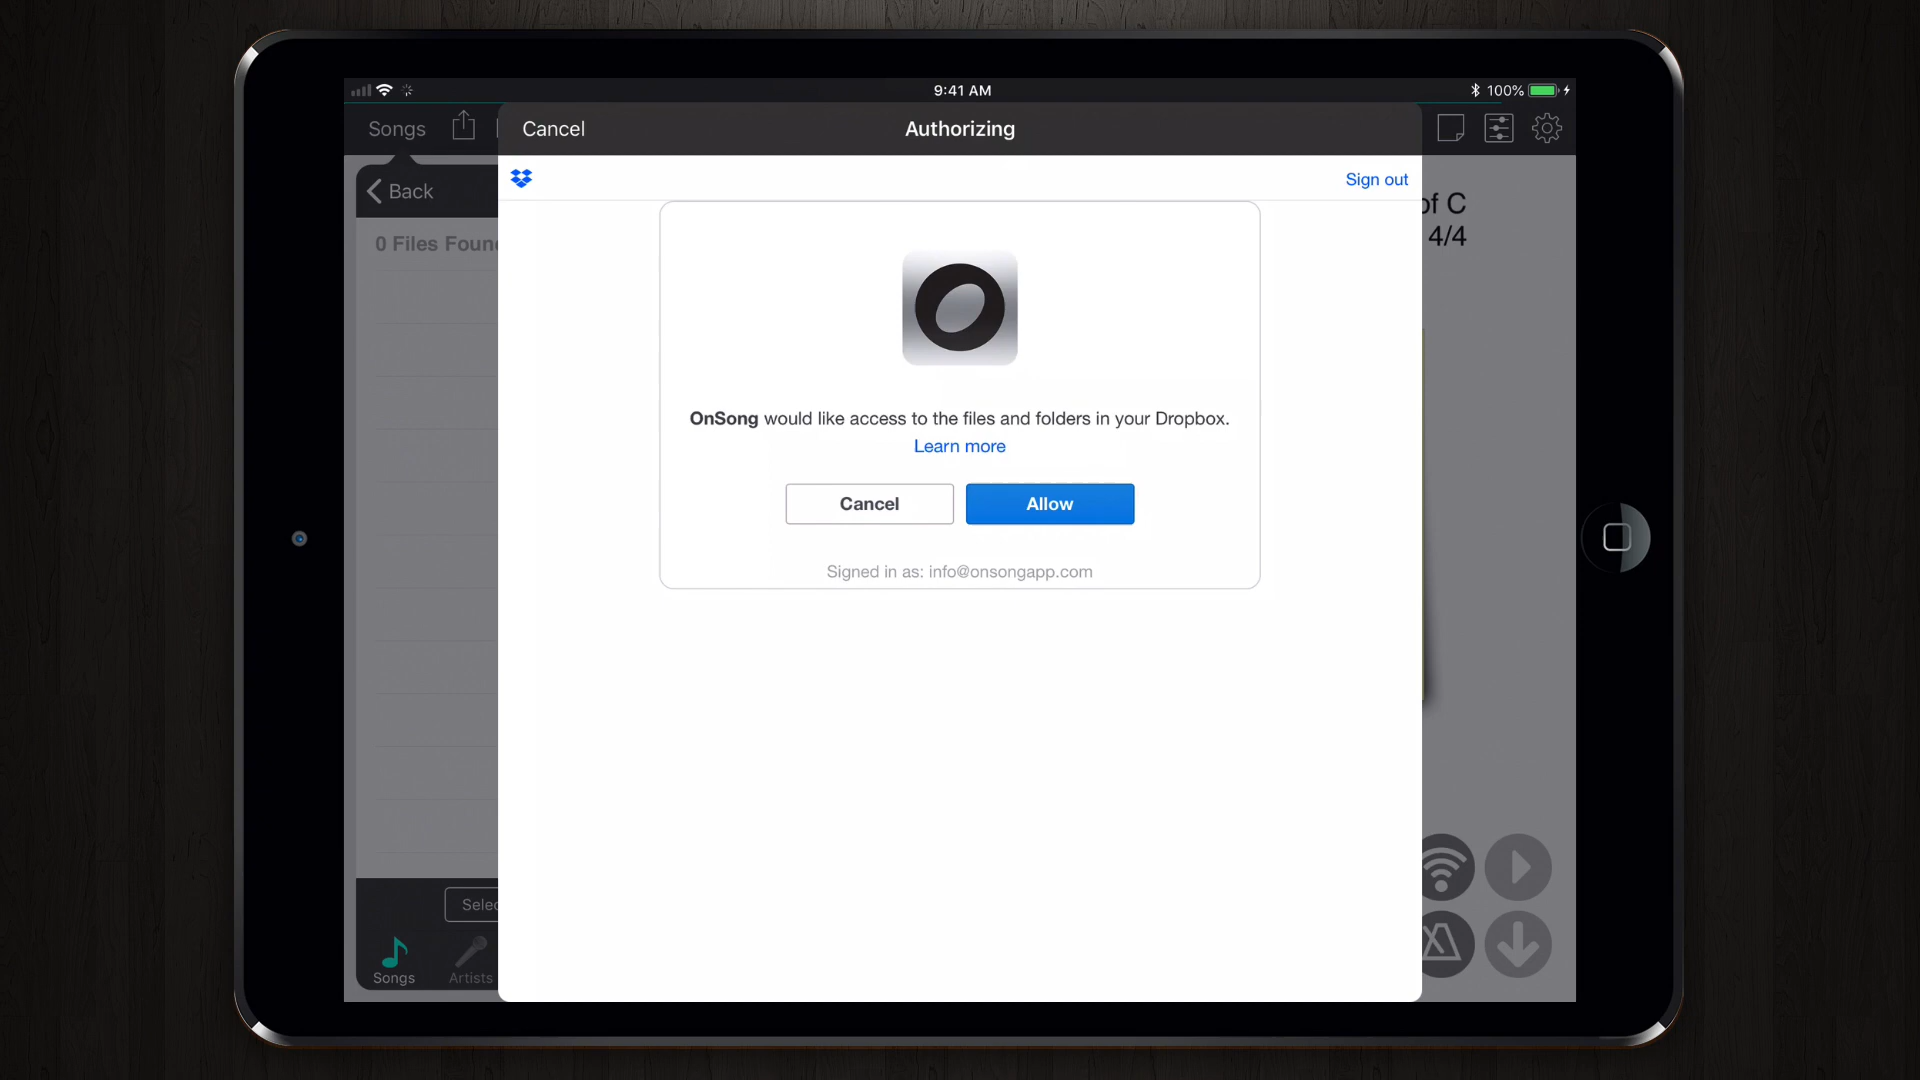 9:41 AM
100%
Songs
Cancel
Authorizing
Back
Sign out
of C
4/4
0 Files Foun
OnSong would like access to the files and folders in your Dropbox.
Learn more
Cancel
Allow
Signed in as: info@onsongapp.com
Selec
Songs
Artists